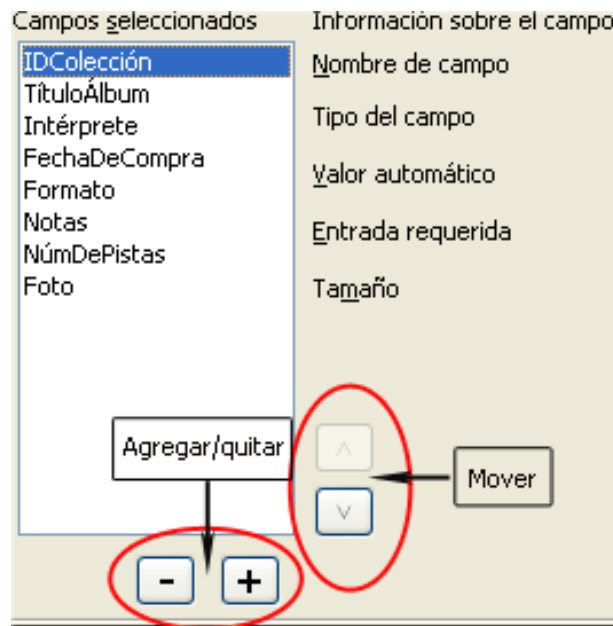 Campos seleccionados
Información sobre el campo
IDColección
TítuloÁlbum
Intérprete
FechaDeCompra
Formato
Notas
NúmDePistas
Foto
Nombre de campo
Tipo del campo
Valor automático
Entrada requerida
Tamaño
Agregar/quitar
Mover
- +